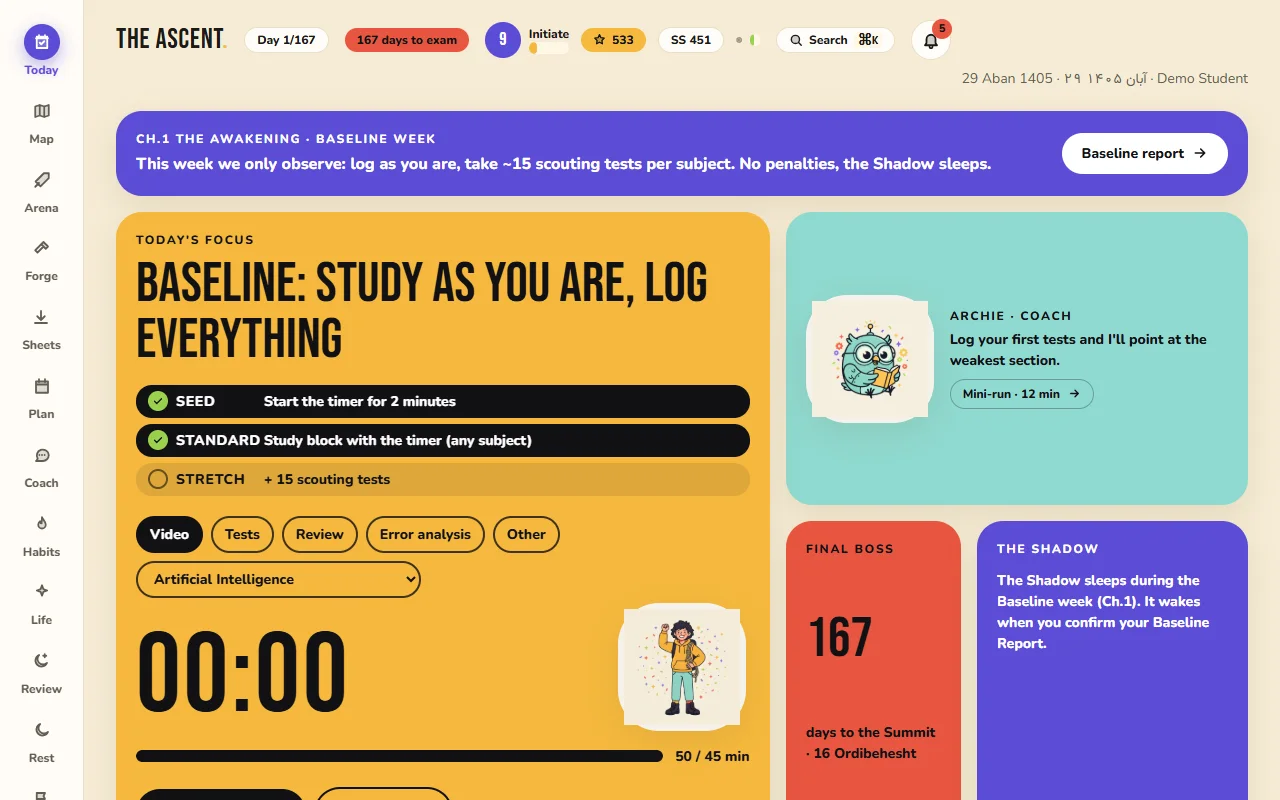 THE ASCENT.
Day 1/167
167 days to exam
9
Initiate
533
SS 451
Search ⌘K
5
29 Aban 1405 · ۲۹ آبان ۱۴۰۵ · Demo Student
Today
Map
Arena
Forge
Sheets
Plan
Coach
Habits
Life
Review
Rest
CH.1 THE AWAKENING · BASELINE WEEK
This week we only observe: log as you are, take ~15 scouting tests per subject. No penalties, the Shadow sleeps.
Baseline report →
TODAY'S FOCUS
BASELINE: STUDY AS YOU ARE, LOG
EVERYTHING
SEED Start the timer for 2 minutes
STANDARD Study block with the timer (any subject)
STRETCH + 15 scouting tests
Video
Tests
Review
Error analysis
Other
Artificial Intelligence
00:00
50 / 45 min
ARCHIE · COACH
Log your first tests and I'll point at the
weakest section.
Mini-run · 12 min →
FINAL BOSS
167
days to the Summit
· 16 Ordibehesht
THE SHADOW
The Shadow sleeps during the
Baseline week (Ch.1). It wakes
when you confirm your Baseline
Report.